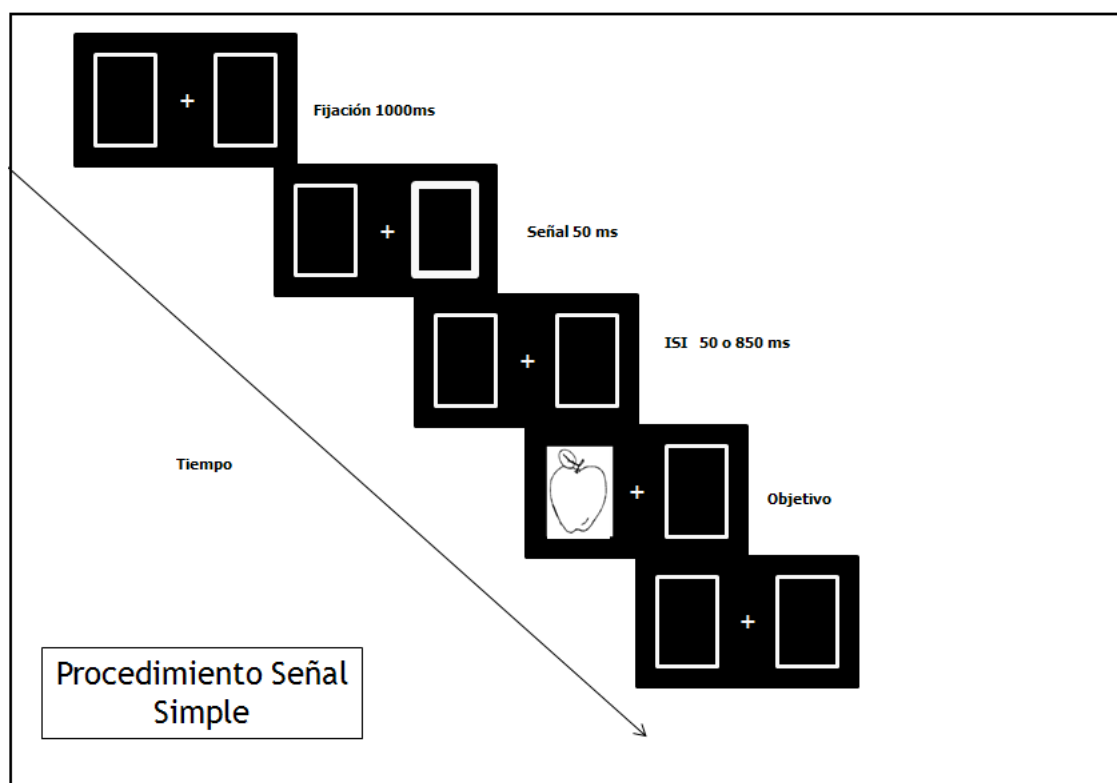 Fijación 1000ms
Señal 50 ms
ISI 50 o 850 ms
Tiempo
Objetivo
Procedimiento Señal
Simple